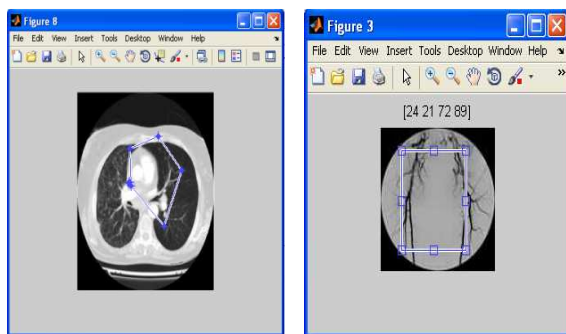 Figure 8
File Edit View Insert Tools Desktop Window Help
Figure 3
File Edit View Insert Tools Desktop Window Help
[24 21 72 89]